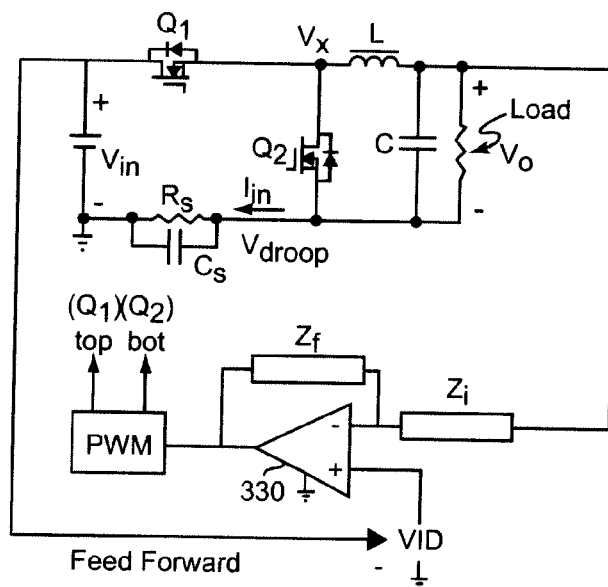 Q1
Vx
L
+
Vin
-
Q2
C
+
Load
Vo
-
Rs
Iin
Vdroop
Cs
(Q1)(Q2)
top bot
PWM
Zf
Zi
-
+
330
VID
-
Feed Forward